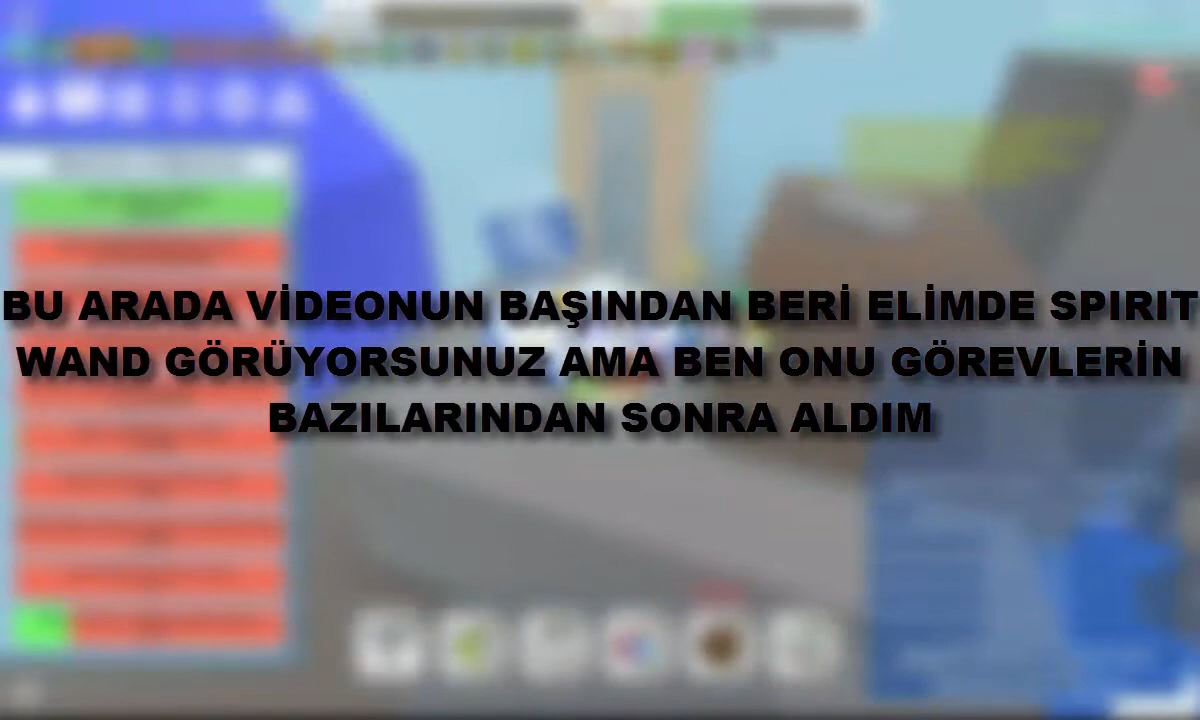 BU ARADA VİDEONUN BAŞINDAN BERİ ELİMDE SPIRIT
WAND GÖRÜYORSUNUZ AMA BEN ONU GÖREVLERİN
BAZILARINDAN SONRA ALDIM